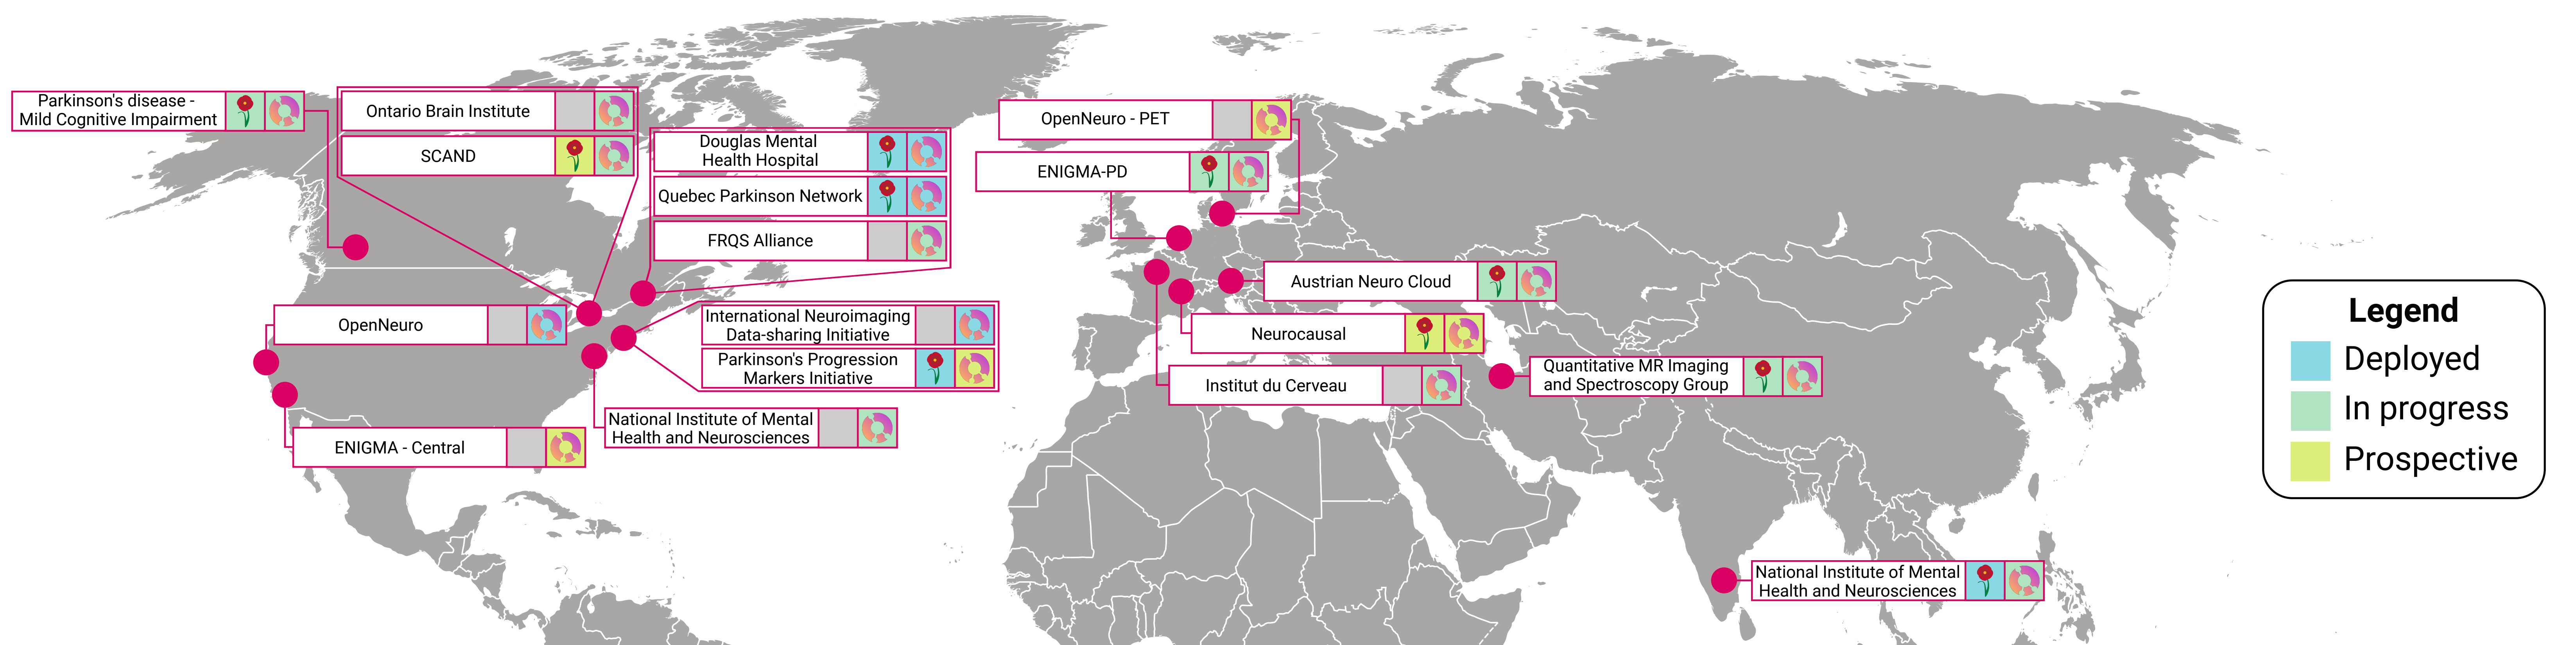 Parkinson's disease -
Mild Cognitive Impairment
Ontario Brain Institute
SCAND
Douglas Mental
Health Hospital
Quebec Parkinson Network
FRQS Alliance
OpenNeuro
International Neuroimaging
Data-sharing Initiative
Parkinson's Progression
Markers Initiative
National Institute of Mental
Health and Neurosciences
ENIGMA - Central
OpenNeuro - PET
ENIGMA-PD
Austrian Neuro Cloud
Neurocausal
Institut du Cerveau
Quantitative MR Imaging
and Spectroscopy Group
National Institute of Mental
Health and Neurosciences
Legend
Deployed
In progress
Prospective